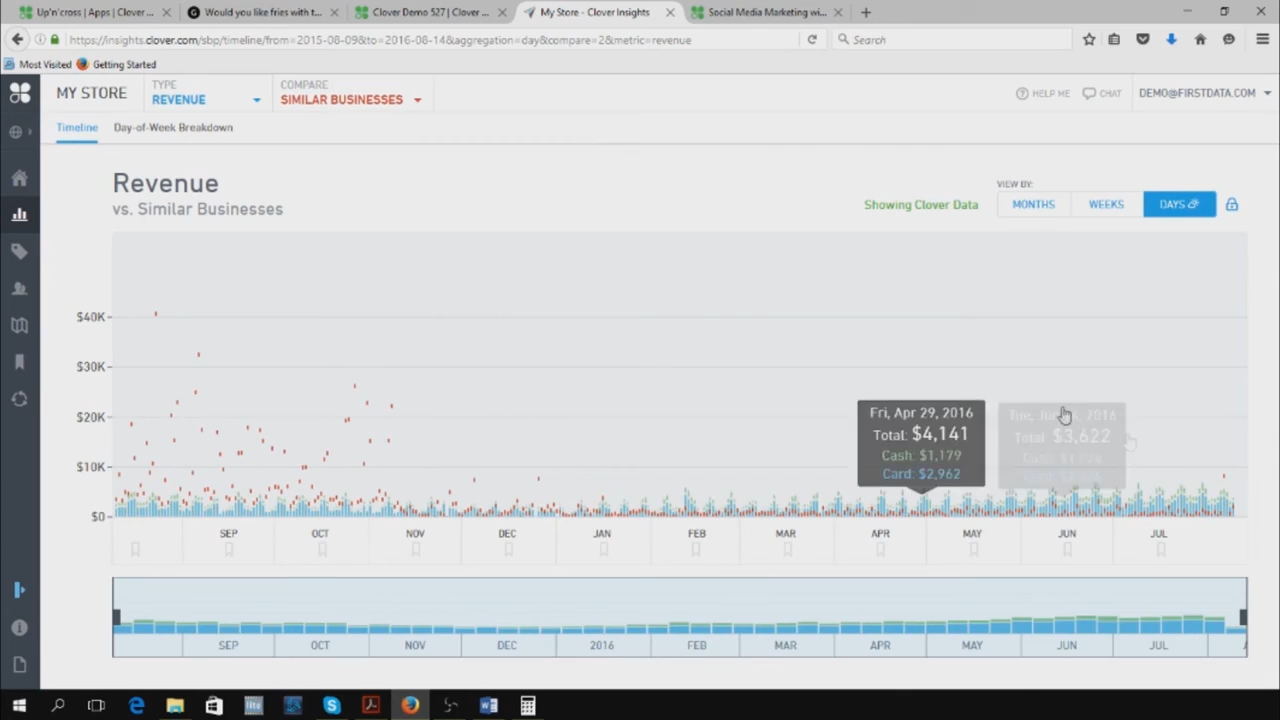 Up'n'cross | Apps | Clover ...
Would you like fries with t...
Clover Demo 527 | Clover ...
My Store - Clover Insights
Social Media Marketing wi...
https://insights.clover.com/sbp/timeline/from=2015-08-09&to=2016-08-14&aggregation=day&compare=2&metric=revenue
Search
Most Visited
Getting Started
MY STORE
TYPE
REVENUE
COMPARE
SIMILAR BUSINESSES
HELP ME
CHAT
DEMO@FIRSTDATA.COM
Timeline
Day-of-Week Breakdown
Revenue
vs. Similar Businesses
Showing Clover Data
VIEW BY:
MONTHS
WEEKS
DAYS
$40K
$30K
$20K
$10K
$0
Fri, Apr 29, 2016
Total: $4,141
Cash: $1,179
Card: $2,962
2016
Total $3,622
SEP OCT NOV DEC JAN FEB MAR APR MAY JUN JUL
SEP OCT NOV DEC 2016 FEB MAR APR MAY JUN JUL